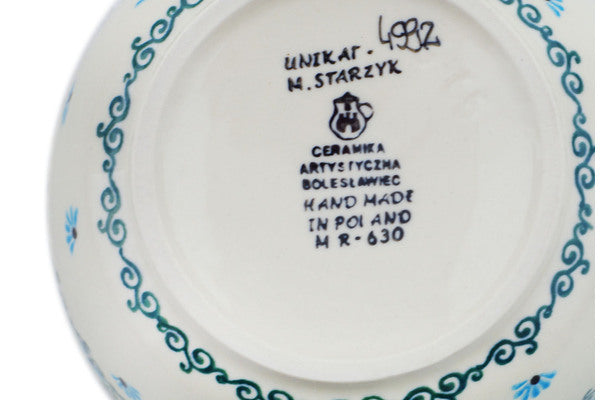 UNIKAT - 4992
M. STARZYK
CERAMIKA
ARTYSTYCZNA
BOLESŁAWIEC
HAND MADE
IN POLAND
M R-630